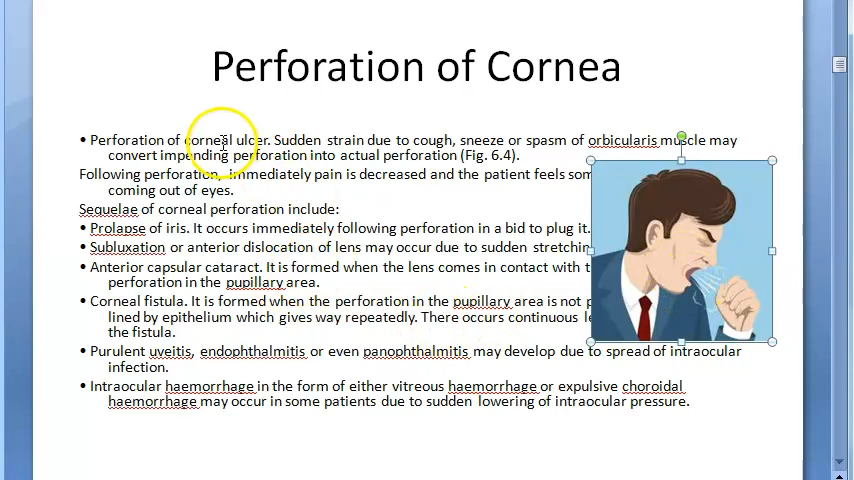 Perforation of Cornea
• Perforation of corneal ulcer. Sudden strain due to cough, sneeze or spasm of orbicularis muscle may
convert impending perforation into actual perforation (Fig. 6.4).
Following perforation, immediately pain is decreased and the patient feels
coming out of eyes.
Sequelae of corneal perforation include:
• Prolapse of iris. It occurs immediately following perforation in a bid to plug it.
• Subluxation or anterior dislocation of lens may occur due to sudden stretching
• Anterior capsular cataract. It is formed when the lens comes in contact with
perforation in the pupillary area.
• Corneal fistula. It is formed when the perforation in the pupillary area is not
lined by epithelium which gives way repeatedly. There occurs continuous
the fistula.
• Purulent uveitis, endophthalmitis or even panophthalmitis may develop due to spread of intraocular
infection.
• Intraocular haemorrhage in the form of either vitreous haemorrhage or expulsive choroidal
haemorrhage may occur in some patients due to sudden lowering of intraocular pressure.